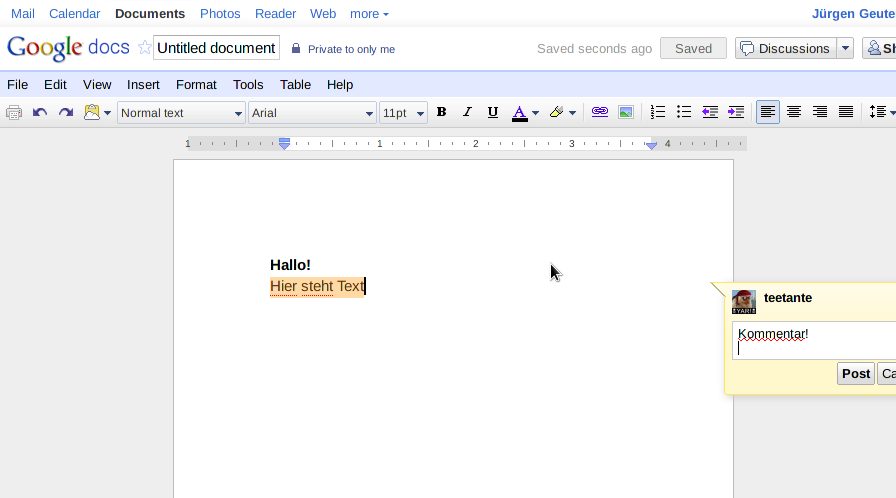 Mail Calendar Documents Photos Reader Web more Jürgen Geute
Google docs Untitled document Private to only me Saved seconds ago Saved Discussions Sh
File Edit View Insert Format Tools Table Help
Normal text Arial 11pt B I U A
1 1 2 3 4
Hallo!
Hier steht Text
teetante
YARI
Kommentar!
Post Ca